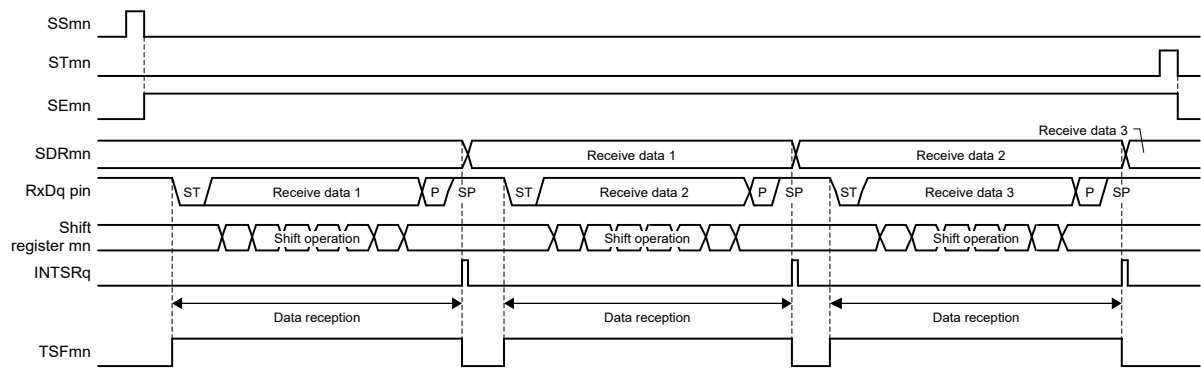 SSmn
STmn
SEmn
Receive data 3
SDRmn
Receive data 1
Receive data 2
RxDq pin
ST
Receive data 1
P
SP
ST
Receive data 2
P
SP
ST
Receive data 3
P
SP
Shift
register mn
Shift operation
Shift operation
Shift operation
INTSRq
Data reception
Data reception
Data reception
TSFmn